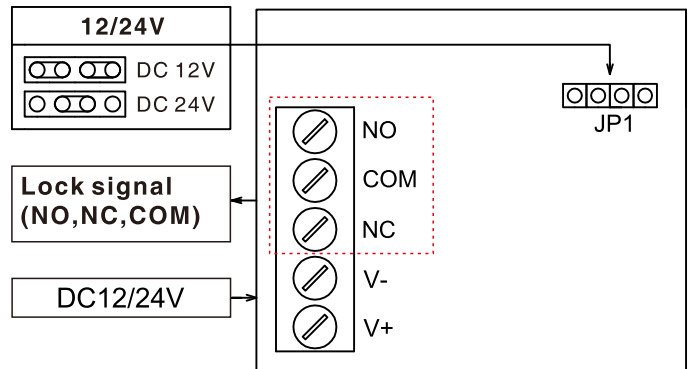 12/24V
DC 12V
DC 24V
JP1
NO
COM
NC
V-
V+
Lock signal
(NO,NC,COM)
DC12/24V